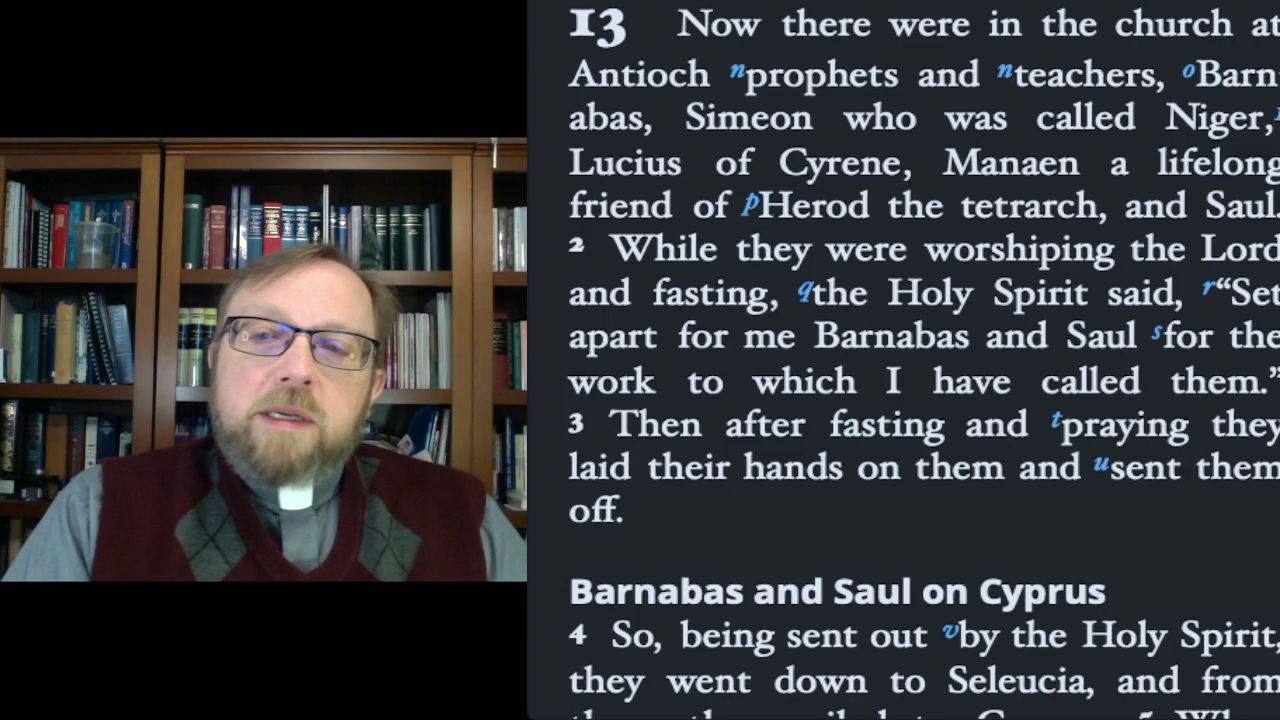 13 Now there were in the church at
Antioch nprophets and nteachers, oBarn
abas, Simeon who was called Niger,
Lucius of Cyrene, Manaen a lifelong
friend of pHerod the tetrarch, and Saul
2 While they were worshiping the Lord
and fasting, qthe Holy Spirit said, r“Set
apart for me Barnabas and Saul sfor the
work to which I have called them.”
3 Then after fasting and tpraying they
laid their hands on them and usent them
off.
Barnabas and Saul on Cyprus
4 So, being sent out vby the Holy Spirit,
they went down to Seleucia, and from